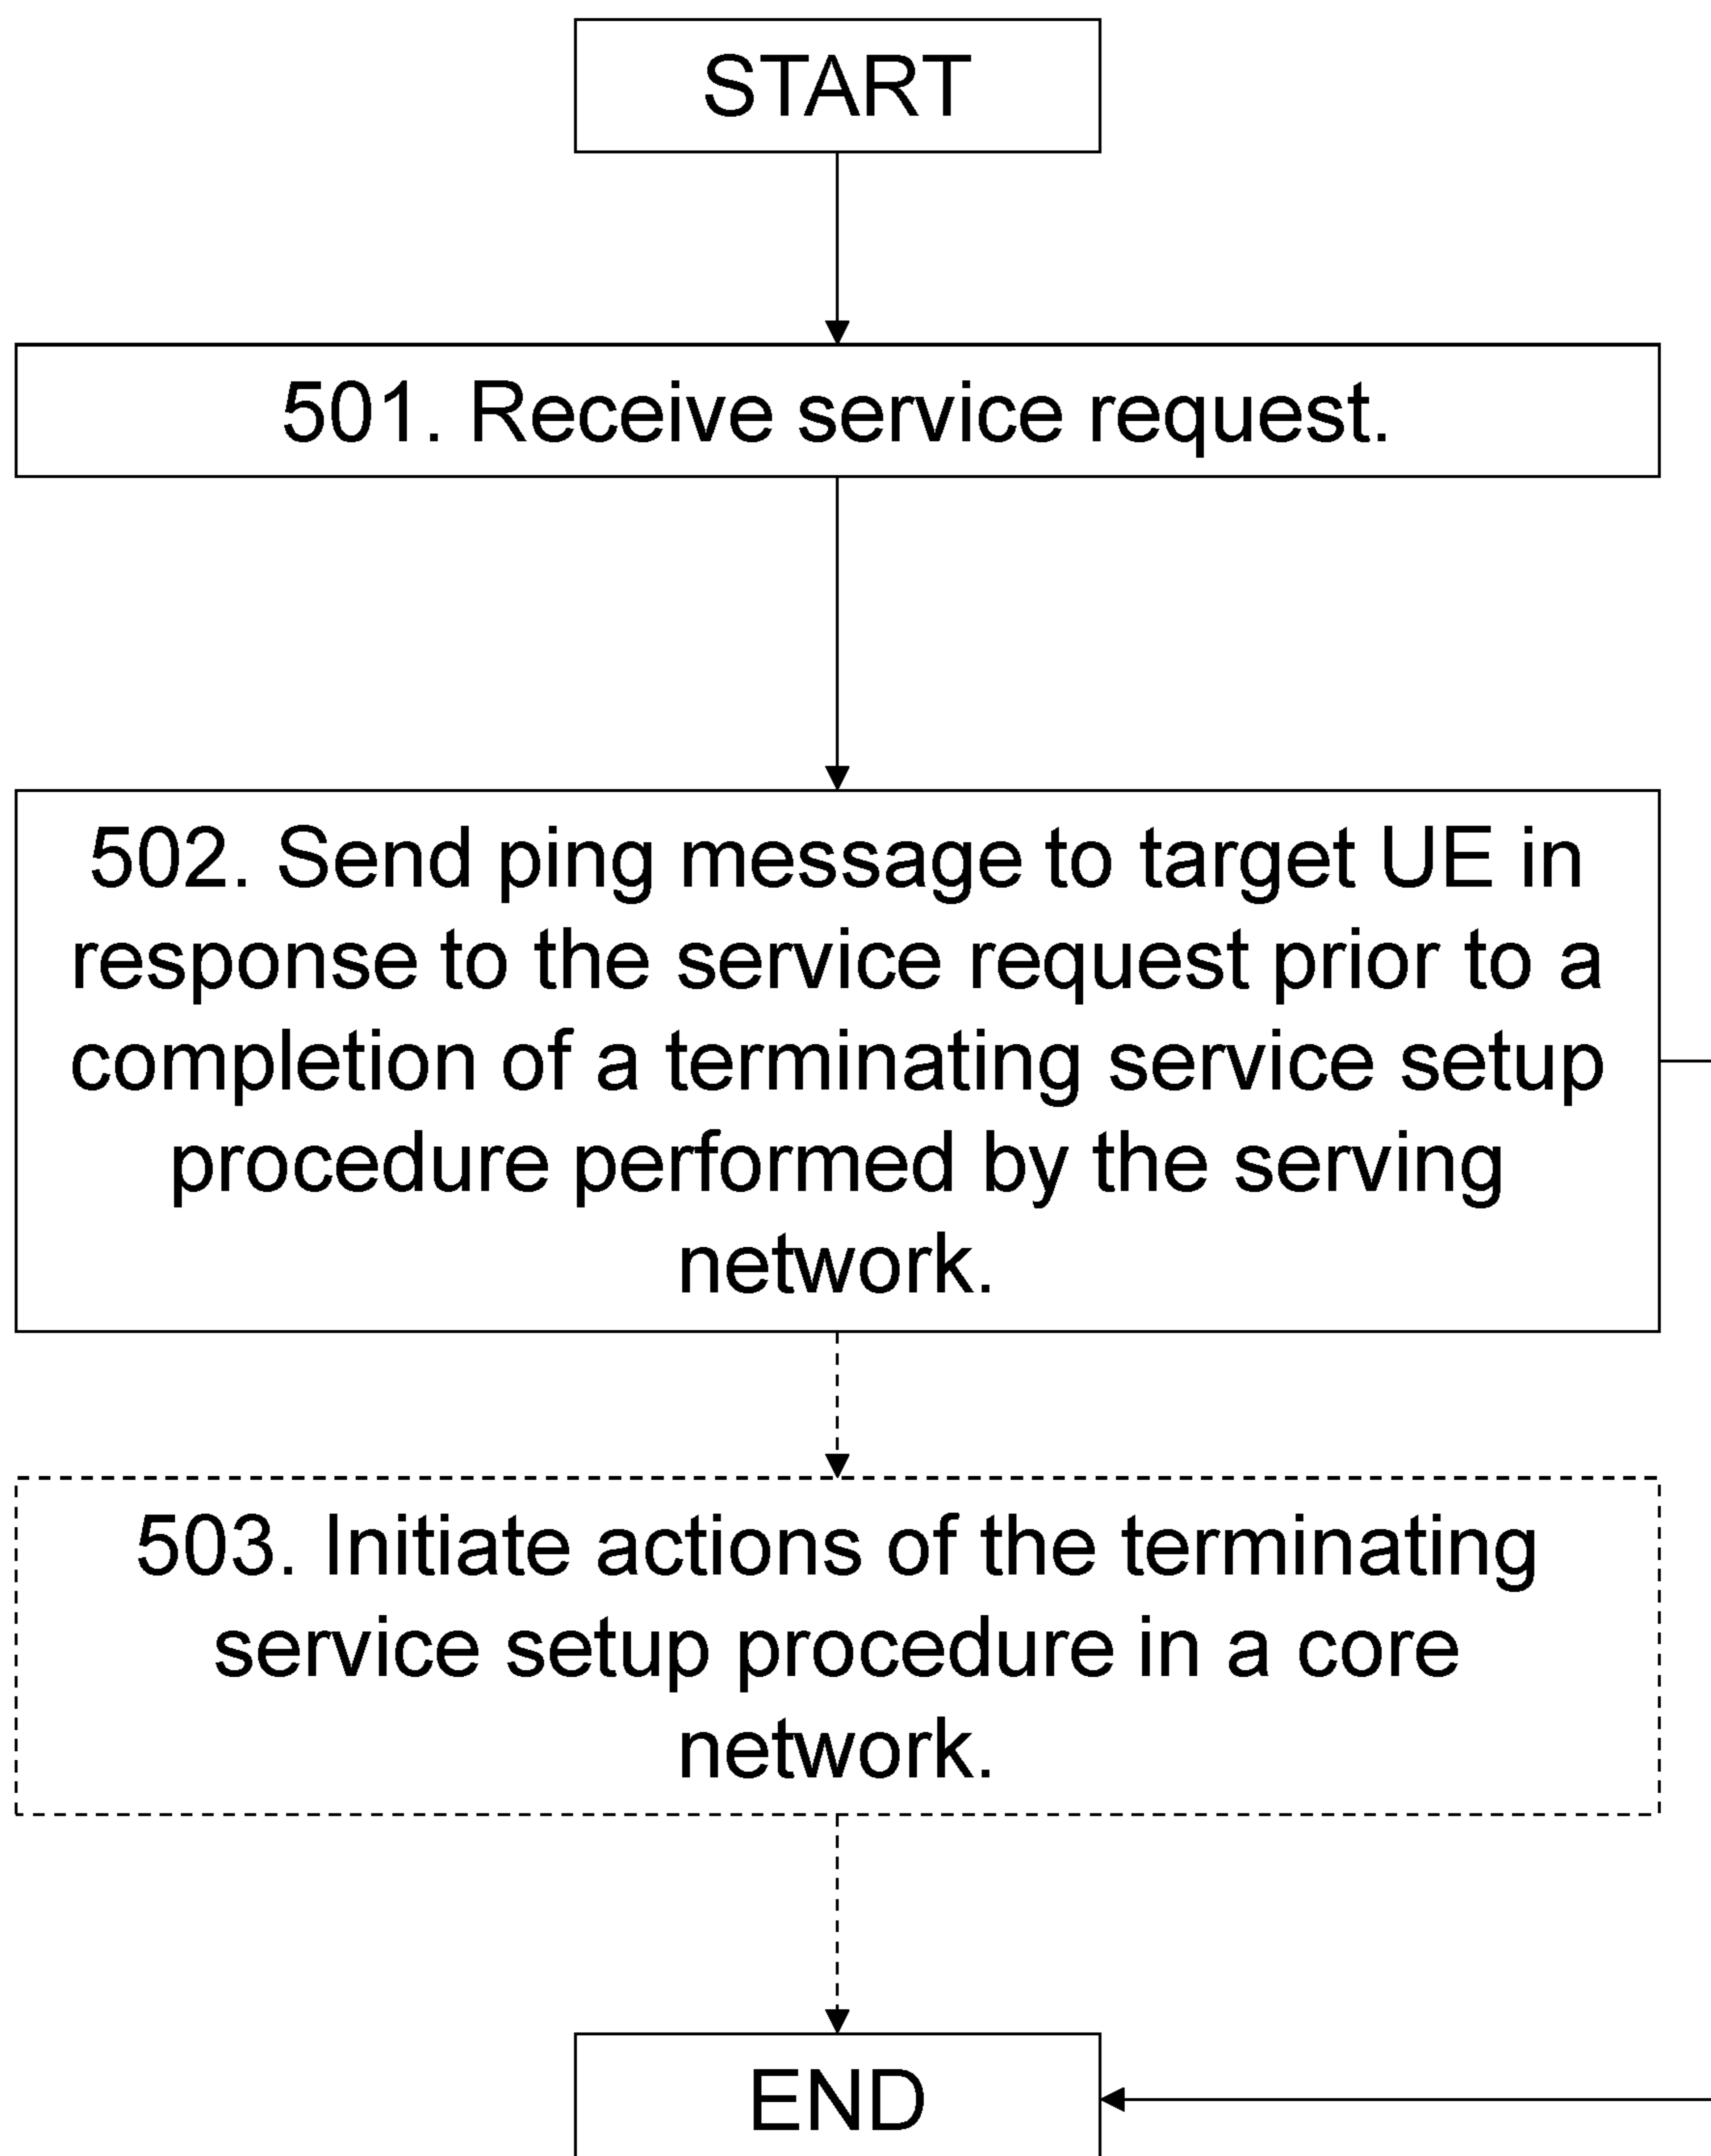 START
501. Receive service request.
502. Send ping message to target UE in
response to the service request prior to a
completion of a terminating service setup
procedure performed by the serving
network.
503. Initiate actions of the terminating
service setup procedure in a core
network.
END